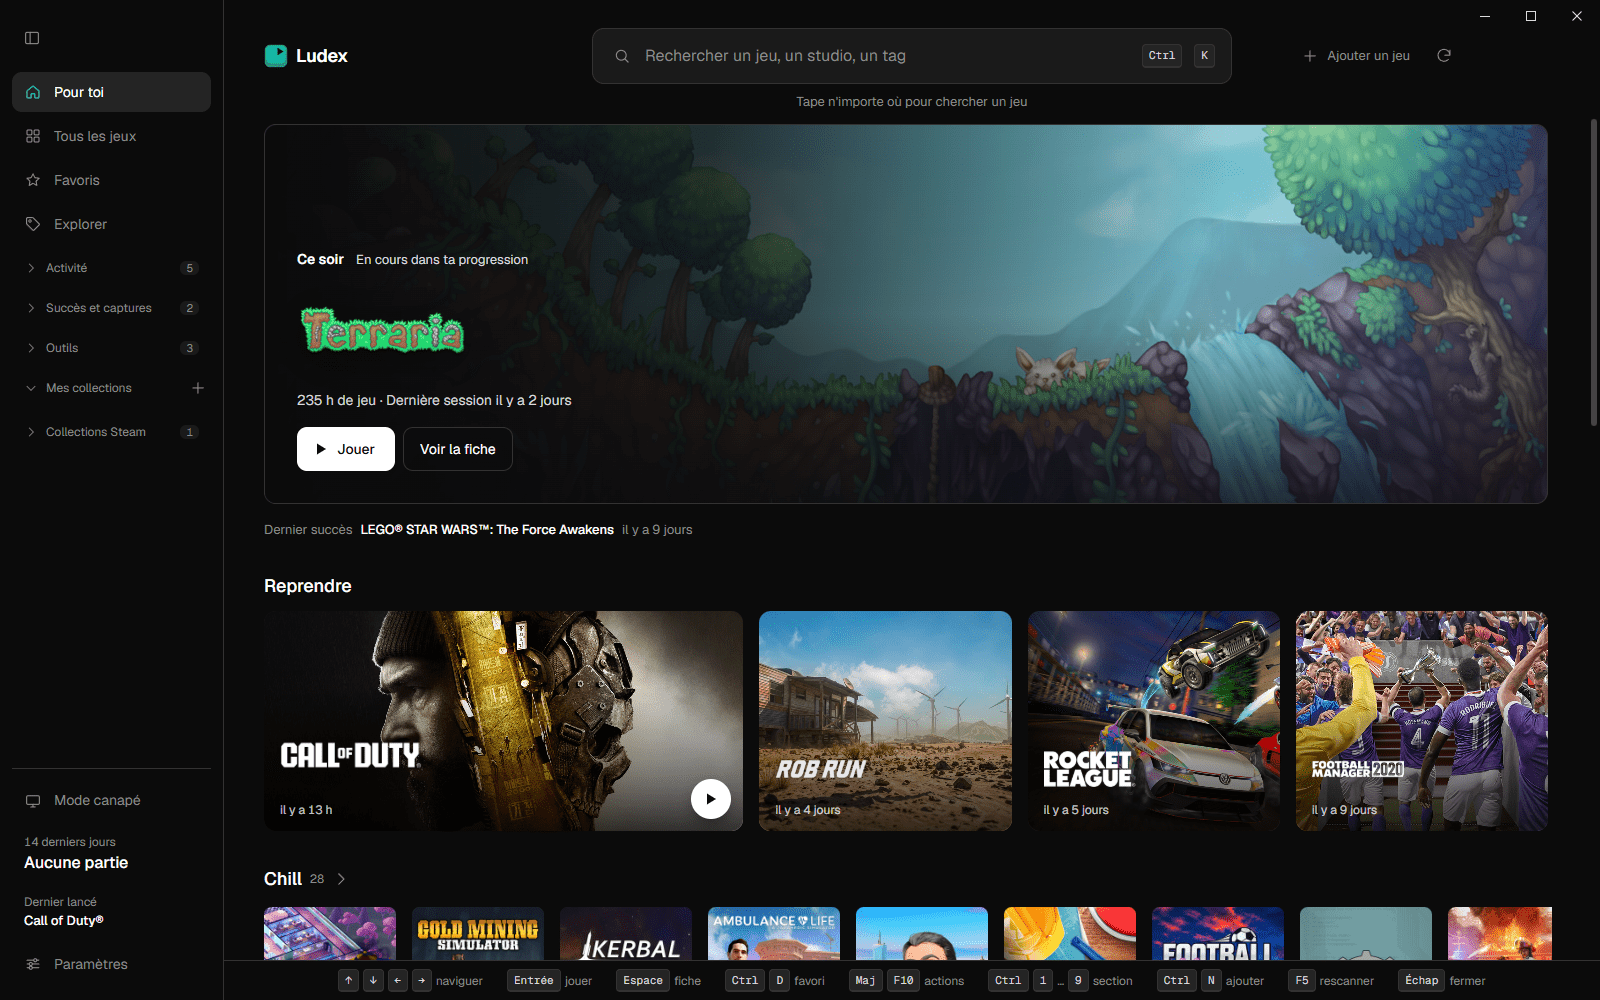 Ludex
Rechercher un jeu, un studio, un tag
Ctrl K
Ajouter un jeu
Tape n'importe où pour chercher un jeu
Pour toi
Tous les jeux
Favoris
Explorer
Activité 5
Succès et captures 2
Outils 3
Mes collections
Collections Steam 1
Mode canapé
14 derniers jours
Aucune partie
Dernier lancé
Call of Duty®
Paramètres
Ce soir En cours dans ta progression
Terraria
235 h de jeu · Dernière session il y a 2 jours
Jouer
Voir la fiche
Dernier succès LEGO® STAR WARS™: The Force Awakens il y a 9 jours
Reprendre
CALL OF DUTY
il y a 13 h
ROB RUN
il y a 4 jours
ROCKET
LEAGUE
il y a 5 jours
RODRIGUE
11
4
FOOTBALL
MANAGER 2020
il y a 9 jours
Chill 28
GOLD MINING
SIMULATOR
KERBAL
AMBULANCE LIFE
FOOTBALL
↑ ↓ ← → naviguer
Entrée jouer
Espace fiche
Ctrl D favori
Maj F10 actions
Ctrl 1 … 9 section
Ctrl N ajouter
F5 rescanner
Échap fermer